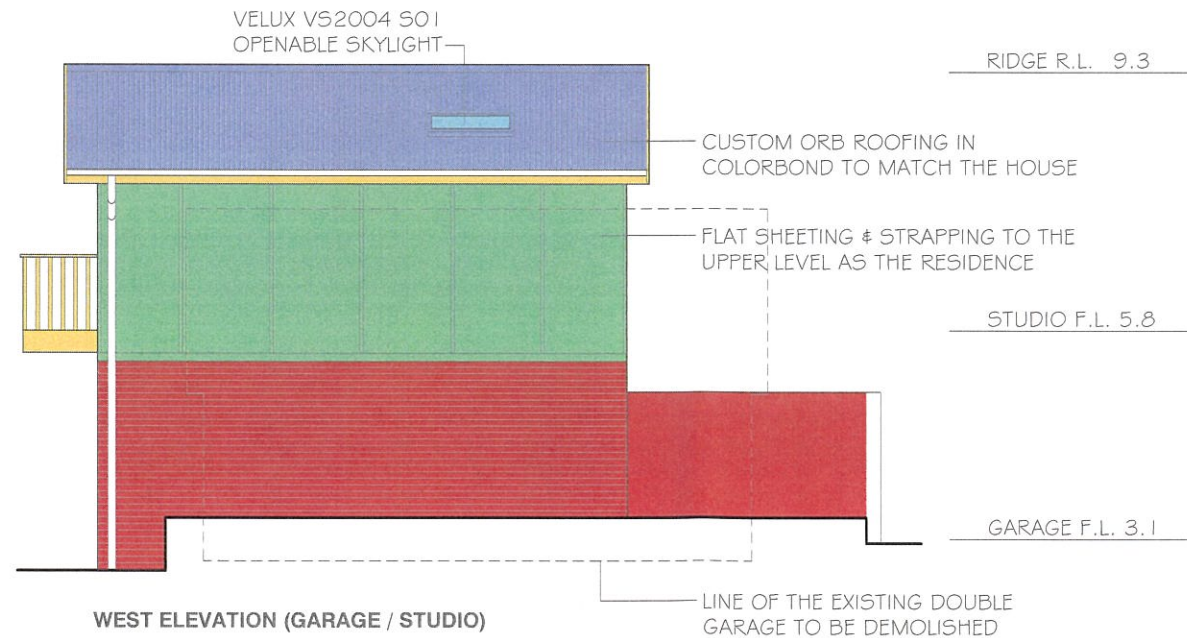 VELUX VS2004 S01
OPENABLE SKYLIGHT
RIDGE R.L. 9.3
CUSTOM ORB ROOFING IN
COLORBOND TO MATCH THE HOUSE
FLAT SHEETING & STRAPPING TO THE
UPPER LEVEL AS THE RESIDENCE
STUDIO F.L. 5.8
GARAGE F.L. 3.1
LINE OF THE EXISTING DOUBLE
GARAGE TO BE DEMOLISHED
WEST ELEVATION (GARAGE / STUDIO)